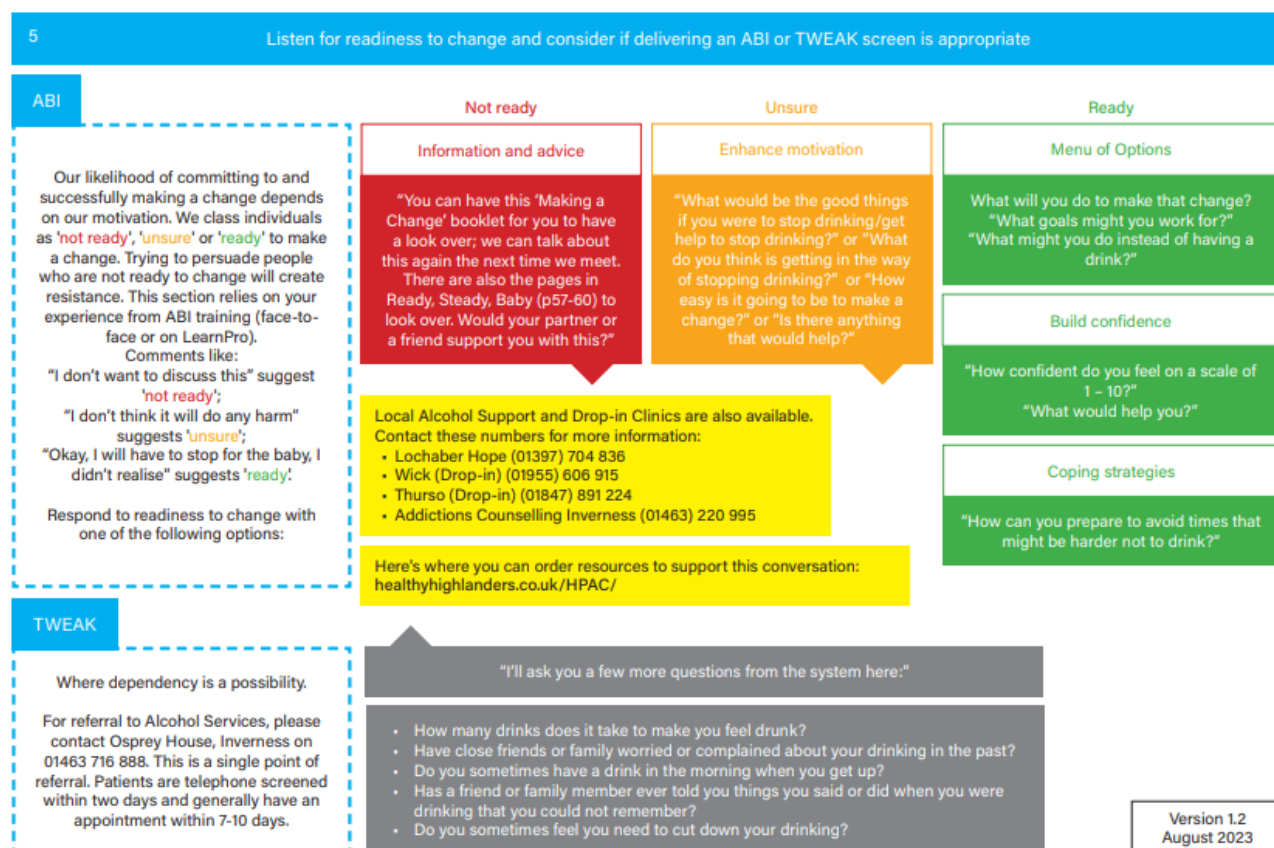 5
Listen for readiness to change and consider if delivering an ABI or TWEAK screen is appropriate
ABI
Our likelihood of committing to and
successfully making a change depends
on our motivation. We class individuals
as 'not ready', 'unsure' or 'ready' to make
a change. Trying to persuade people
who are not ready to change will create
resistance. This section relies on your
experience from ABI training (face-to-
face or on LearnPro).
Comments like:
"I don't want to discuss this" suggest
'not ready';
"I don't think it will do any harm"
suggests 'unsure';
"Okay, I will have to stop for the baby, I
didn't realise" suggests 'ready'.
Respond to readiness to change with
one of the following options:
Not ready
Information and advice
"You can have this 'Making a
Change' booklet for you to have
a look over; we can talk about
this again the next time we meet.
There are also the pages in
Ready, Steady, Baby (p57-60) to
look over. Would your partner or
a friend support you with this?"
Unsure
Enhance motivation
"What would be the good things
if you were to stop drinking/get
help to stop drinking?" or "What
do you think is getting in the way
of stopping drinking?" or "How
easy is it going to be to make a
change?" or "Is there anything
that would help?"
Ready
Menu of Options
What will you do to make that change?
"What goals might you work for?"
"What might you do instead of having a
drink?"
Build confidence
"How confident do you feel on a scale of
1 – 10?"
"What would help you?"
Coping strategies
"How can you prepare to avoid times that
might be harder not to drink?"
Local Alcohol Support and Drop-in Clinics are also available.
Contact these numbers for more information:
• Lochaber Hope (01397) 704 836
• Wick (Drop-in) (01955) 606 915
• Thurso (Drop-in) (01847) 891 224
• Addictions Counselling Inverness (01463) 220 995
Here's where you can order resources to support this conversation:
healthyhighlanders.co.uk/HPAC/
TWEAK
Where dependency is a possibility.
For referral to Alcohol Services, please
contact Osprey House, Inverness on
01463 716 888. This is a single point of
referral. Patients are telephone screened
within two days and generally have an
appointment within 7-10 days.
"I'll ask you a few more questions from the system here:"
• How many drinks does it take to make you feel drunk?
• Have close friends or family worried or complained about your drinking in the past?
• Do you sometimes have a drink in the morning when you get up?
• Has a friend or family member ever told you things you said or did when you were
drinking that you could not remember?
• Do you sometimes feel you need to cut down your drinking?
Version 1.2
August 2023